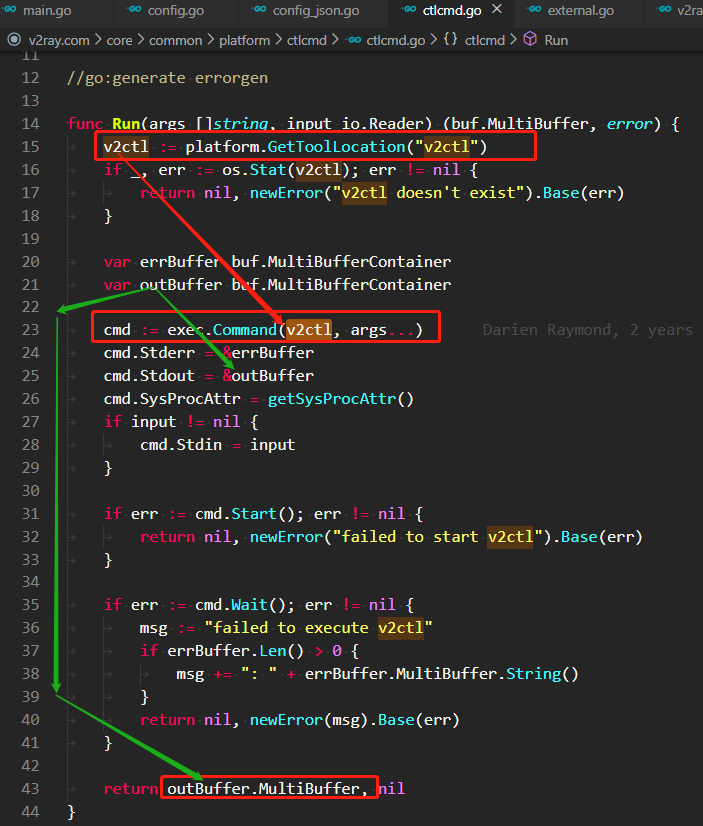 main.go config.go config_json.go ctlcmd.go external.go v2ra
v2ray.com > core > common > platform > ctlcmd > ctlcmd.go > {} ctlcmd > Run
11
12 //go:generate errorgen
13
14 func Run(args []string, input io.Reader) (buf.MultiBuffer, error) {
15 v2ctl := platform.GetToolLocation("v2ctl")
16 if _, err := os.Stat(v2ctl); err != nil {
17 return nil, newError("v2ctl doesn't exist").Base(err)
18 }
19
20 var errBuffer buf.MultiBufferContainer
21 var outBuffer buf.MultiBufferContainer
22
23 cmd := exec.Command(v2ctl, args...) Darien Raymond, 2 years
24 cmd.Stderr = &errBuffer
25 cmd.Stdout = &outBuffer
26 cmd.SysProcAttr = getSysProcAttr()
27 if input != nil {
28 cmd.Stdin = input
29 }
30
31 if err := cmd.Start(); err != nil {
32 return nil, newError("failed to start v2ctl").Base(err)
33 }
34
35 if err := cmd.Wait(); err != nil {
36 msg := "failed to execute v2ctl"
37 if errBuffer.Len() > 0 {
38 msg += ": " + errBuffer.MultiBuffer.String()
39 }
40 return nil, newError(msg).Base(err)
41 }
42
43 return outBuffer.MultiBuffer, nil
44 }